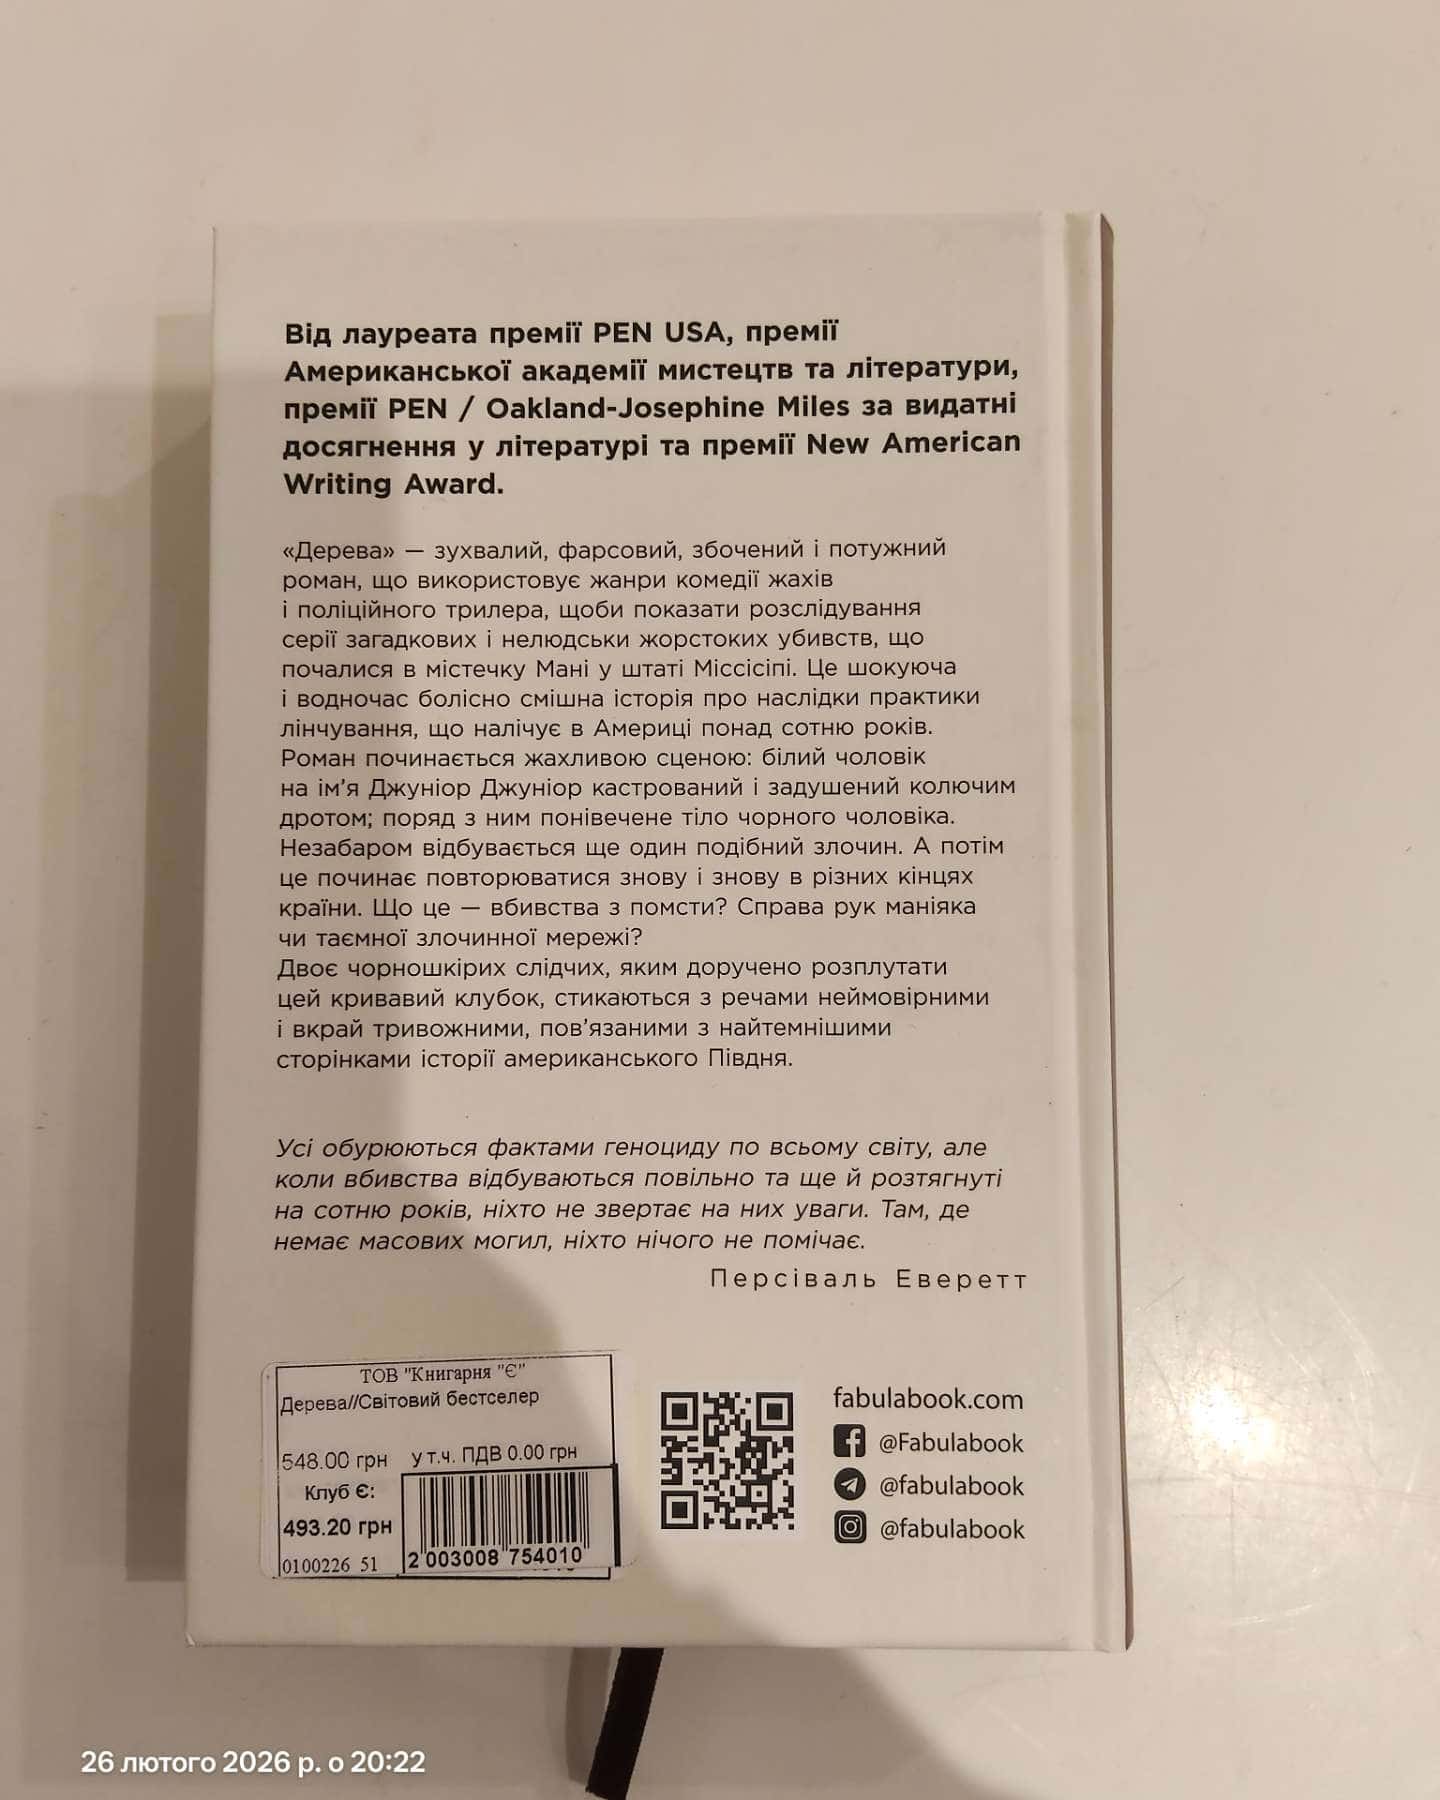 Від лауреата премії PEN USA, премії
Американської академії мистецтв та літератури,
премії PEN / Oakland-Josephine Miles за видатні
досягнення у літературі та премії New American
Writing Award.
«Дерева» — зухвалий, фарсовий, збочений і потужний
роман, що використовує жанри комедії жахів
і поліційного трилера, щоби показати розслідування
серії загадкових і нелюдськи жорстоких убивств, що
почалися в містечку Мані у штаті Міссісіпі. Це шокуюча
і водночас болісно смішна історія про наслідки практики
лінчування, що налічує в Америці понад сотню років.
Роман починається жахливою сценою: білий чоловік
на ім’я Джуніор Джуніор кастрований і задушений колючим
дротом; поряд з ним понівечене тіло чорного чоловіка.
Незабаром відбувається ще один подібний злочин. А потім
це починає повторюватися знову і знову в різних кінцях
країни. Що це — вбивства з помсти? Справа рук маніяка
чи таємної злочинної мережі?
Двоє чорношкірих слідчих, яким доручено розплутати
цей кривавий клубок, стикаються з речами неймовірними
і вкрай тривожними, пов’язаними з найтемнішими
сторінками історії американського Півдня.
Усі обурюються фактами геноциду по всьому світу, але
коли вбивства відбуваються повільно та ще й розтягнуті
на сотню років, ніхто не звертає на них уваги. Там, де
немає масових могил, ніхто нічого не помічає.
Персіваль Еверетт
ТОВ "Книгарня "Є"
Дерева//Світовий бестселер
548.00 грн у т.ч. ПДВ 0.00 грн
Клуб Є:
493.20 грн
0100226 51
2 003008 754010
fabulabook.com
@Fabulabook
@fabulabook
@fabulabook
26 лютого 2026 р. о 20:22